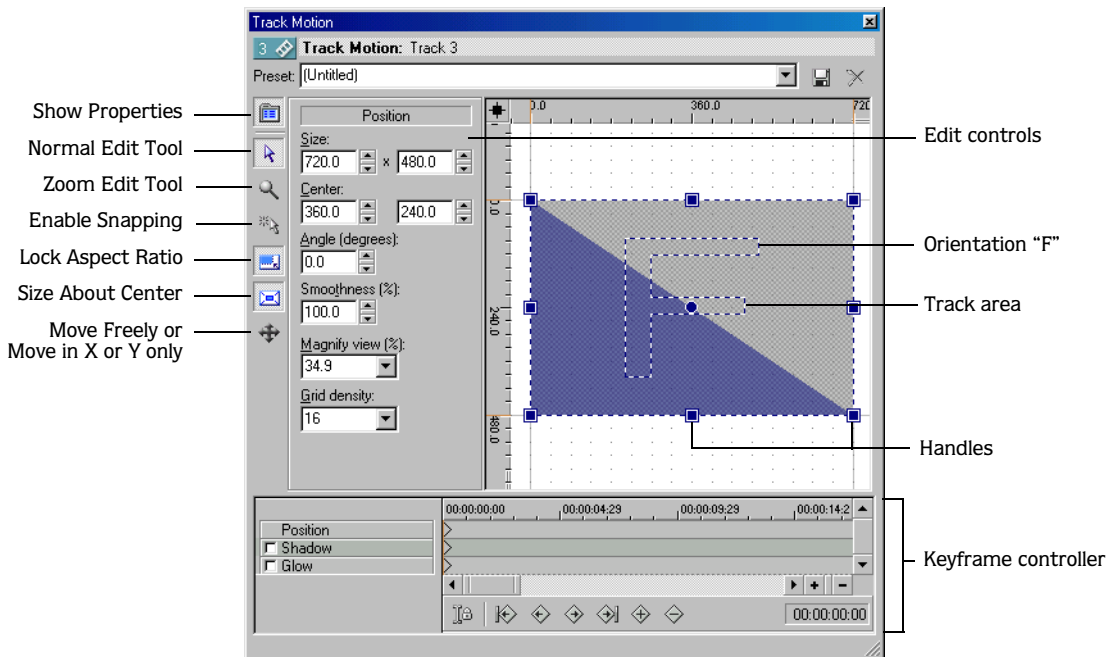 Track Motion
3 Track Motion: Track 3
Preset: (Untitled)
Show Properties
Normal Edit Tool
Zoom Edit Tool
Enable Snapping
Lock Aspect Ratio
Size About Center
Move Freely or
Move in X or Y only
Position
Size:
720.0 x 480.0
Center:
360.0 240.0
Angle (degrees):
0.0
Smoothness (%):
100.0
Magnify view (%):
34.9
Grid density:
16
0.0 360.0 720
0.0
240.0
480.0
Edit controls
Orientation “F”
Track area
Handles
00:00:00:00 00:00:04:29 00:00:09:29 00:00:14:2
Position
Shadow
Glow
00:00:00:00
Keyframe controller